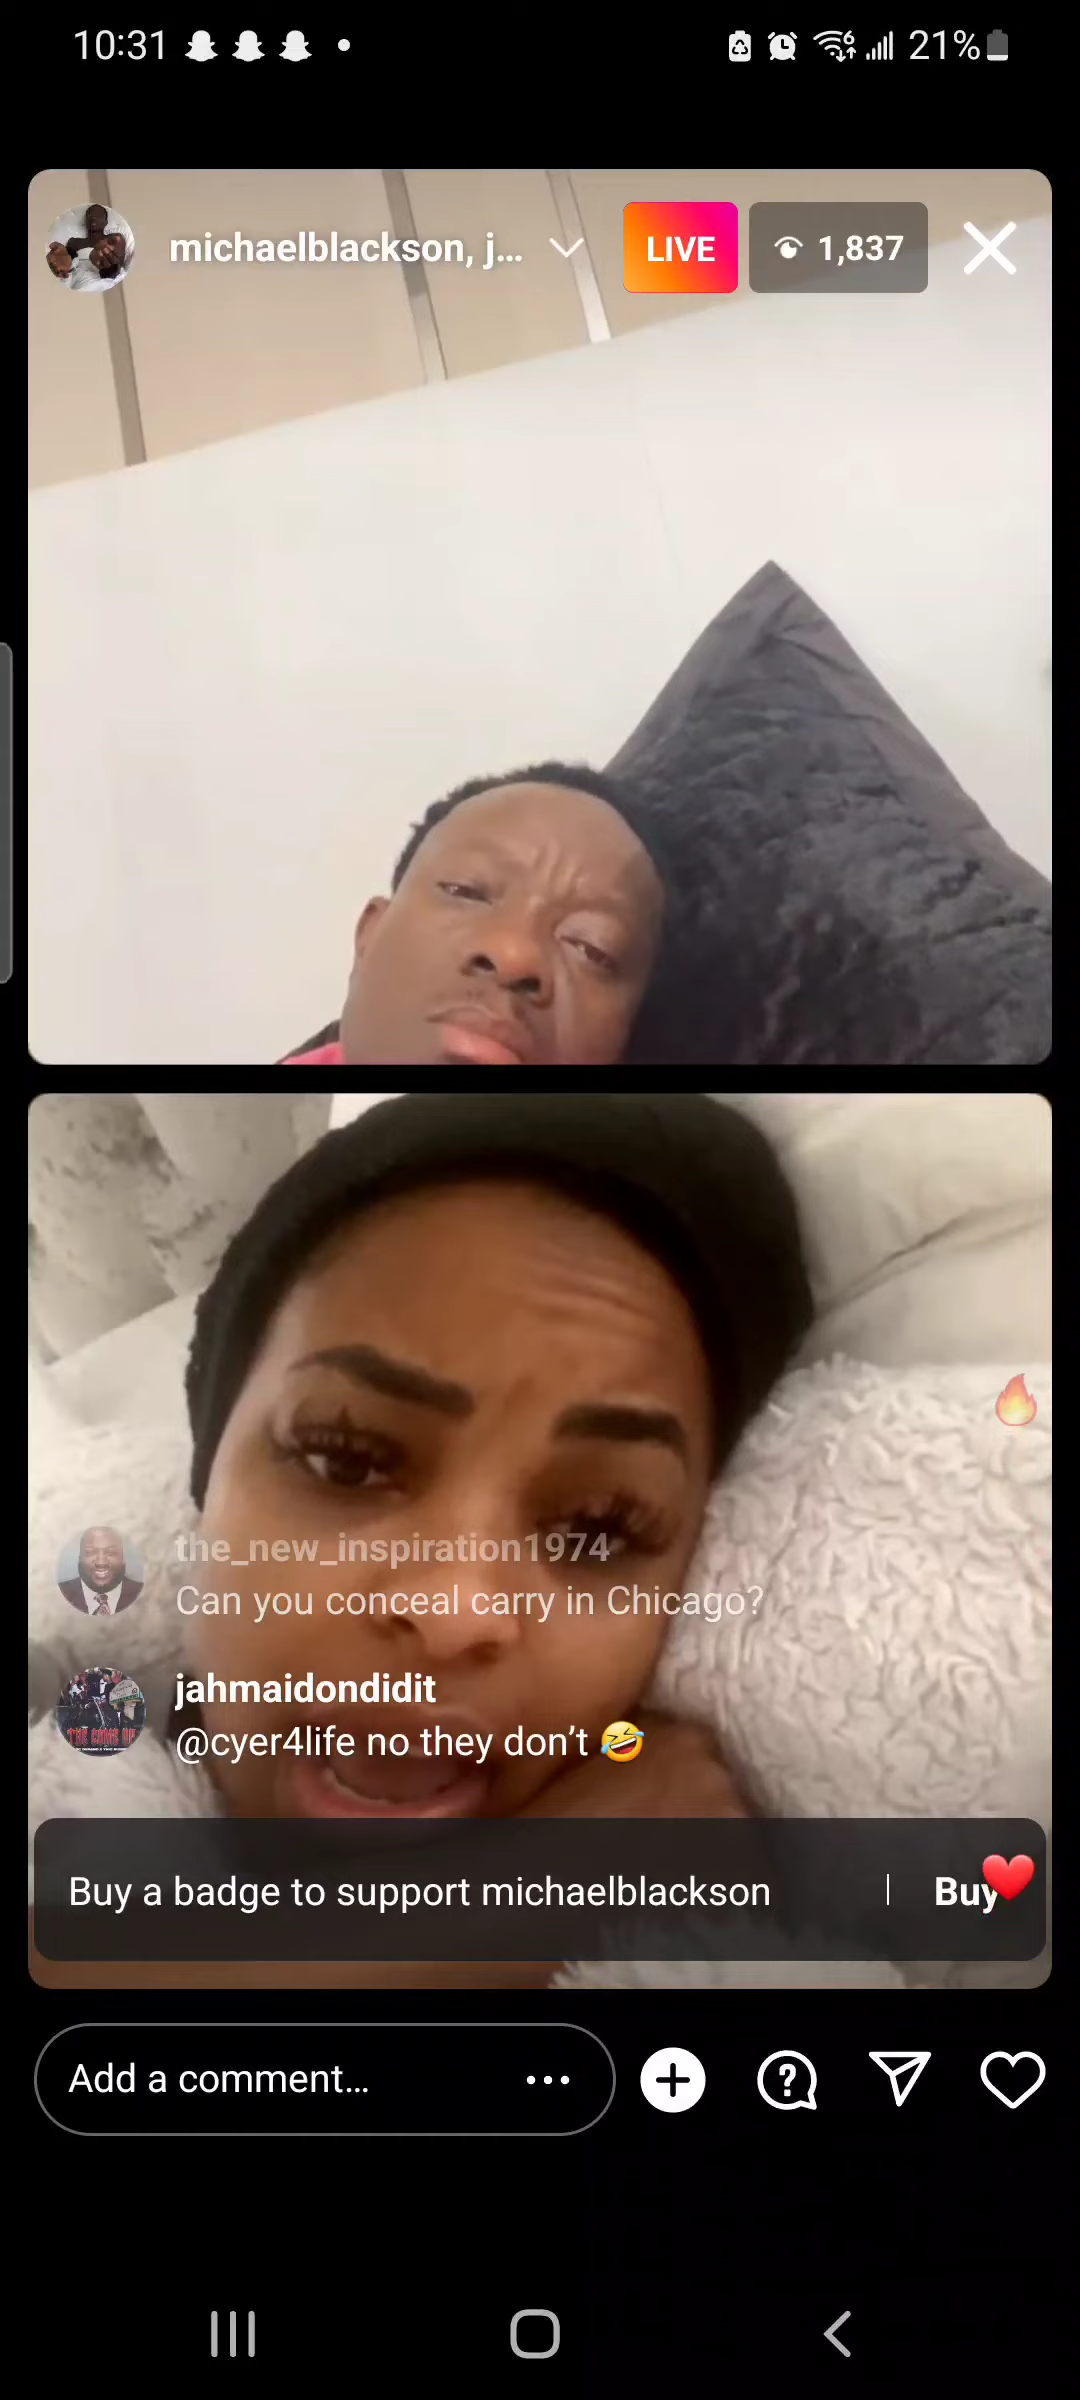 10:31
21%
michaelblackson, j...
LIVE
1,837
the_new_inspiration1974
Can you conceal carry in Chicago?
jahmaidondidit
@cyer4life no they don't 🤣
Buy a badge to support michaelblackson | Buy
Add a comment...